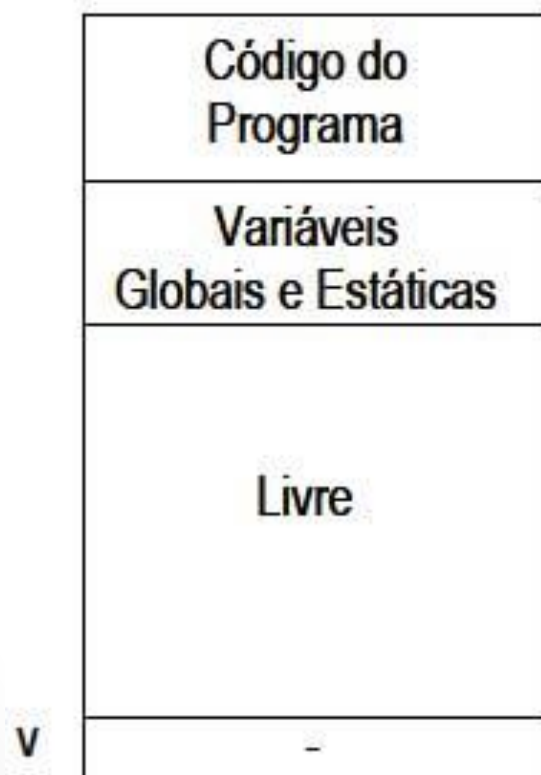 Código do
Programa
Variáveis
Globais e Estáticas
Livre
v -